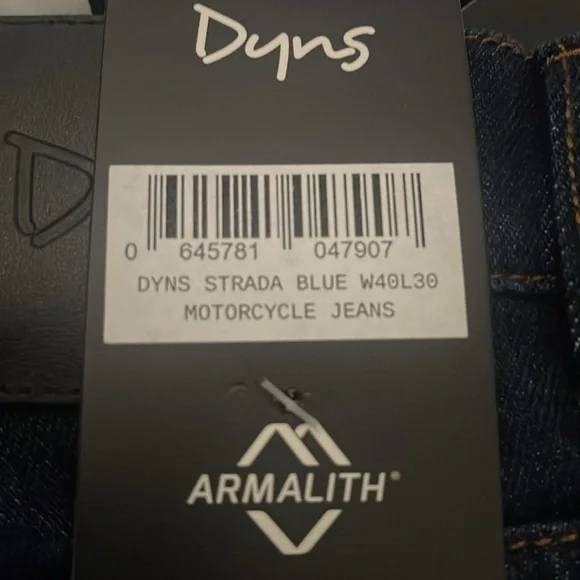 Dyns
D
0 645781 047907
DYNS STRADA BLUE W40L30
MOTORCYCLE JEANS
ARMALITH®